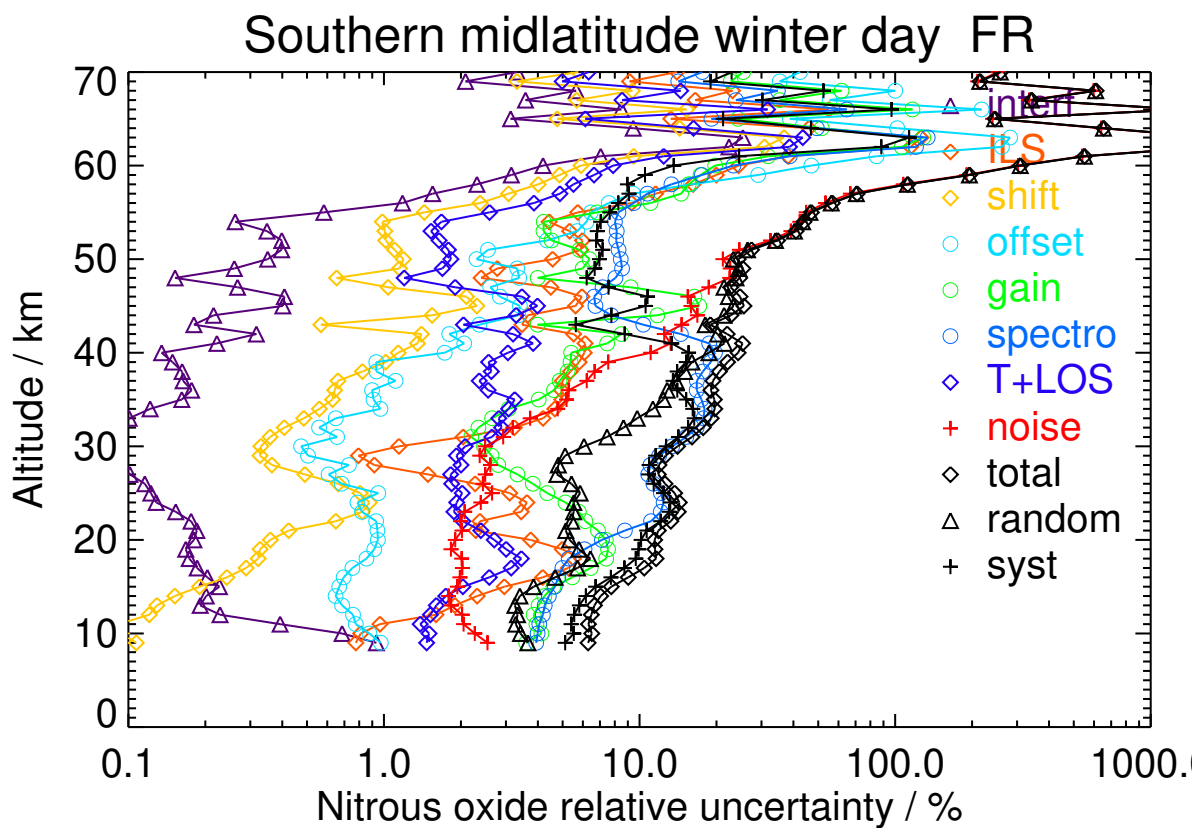 Southern midlatitude winter day FR
Altitude / km
70
60
50
40
30
20
10
0
interf
ILS
shift
offset
gain
spectro
T+LOS
noise
total
random
syst
0.1
1.0
10.0
100.0
1000.0
Nitrous oxide relative uncertainty / %